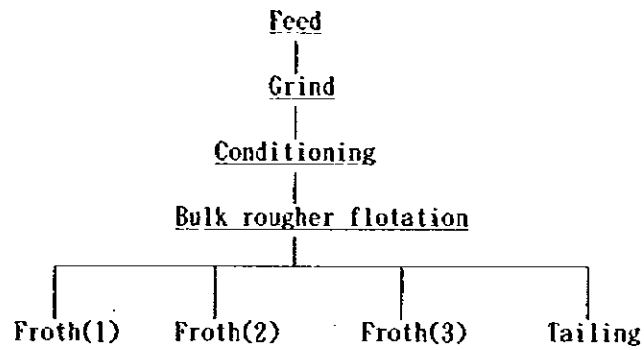 Feed
Grind
Conditioning
Bulk rougher flotation
Froth(1) Froth(2) Froth(3) Tailing